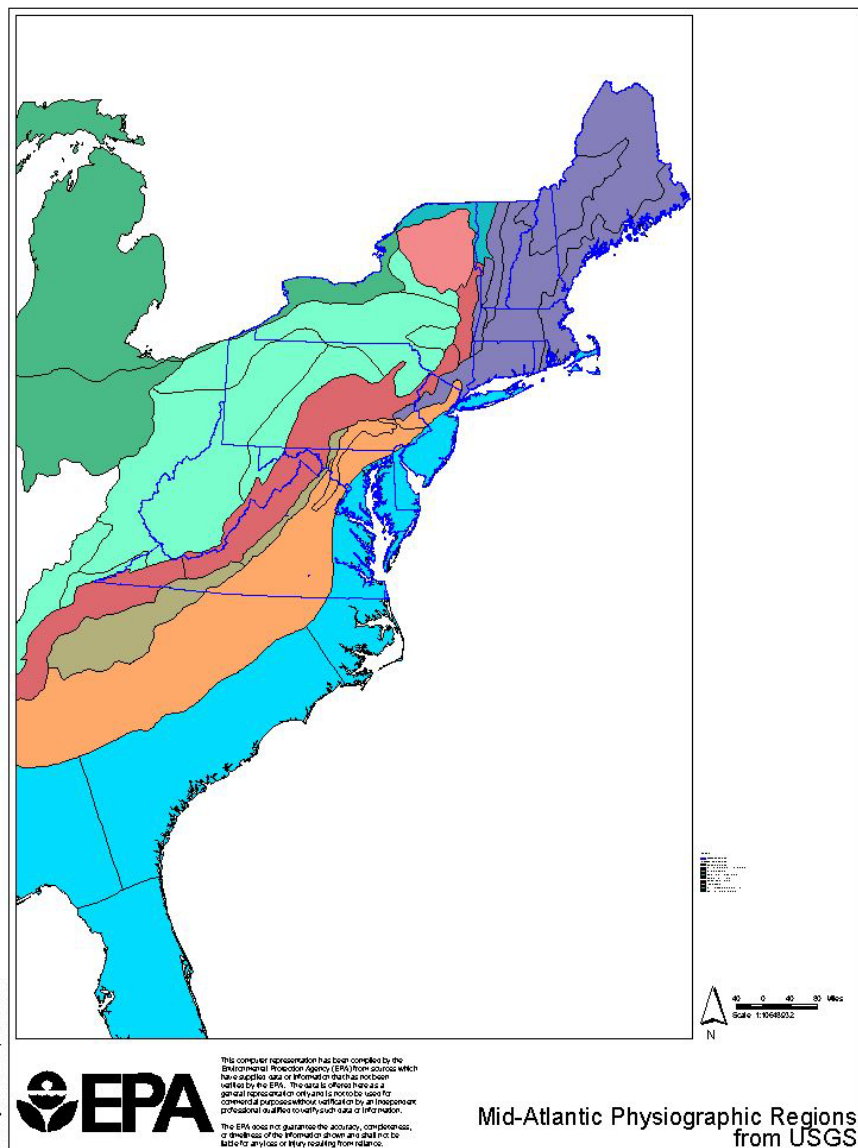 40 0 40 80 Miles
Scale 1:10648932
N
EPA
This computer representation has been compiled by the
Environmental Protection Agency (EPA) from sources which
have supplied data or information that has not been
verified by the EPA. The data is offered here as a
general representation only and is not to be used for
commercial purposes without verification by an independent
professional qualified to verify such data or information.
The EPA does not guarantee the accuracy, completeness,
or timeliness of the information shown and shall not be
liable for any loss or injury resulting from reliance.
Mid-Atlantic Physiographic Regions
from USGS